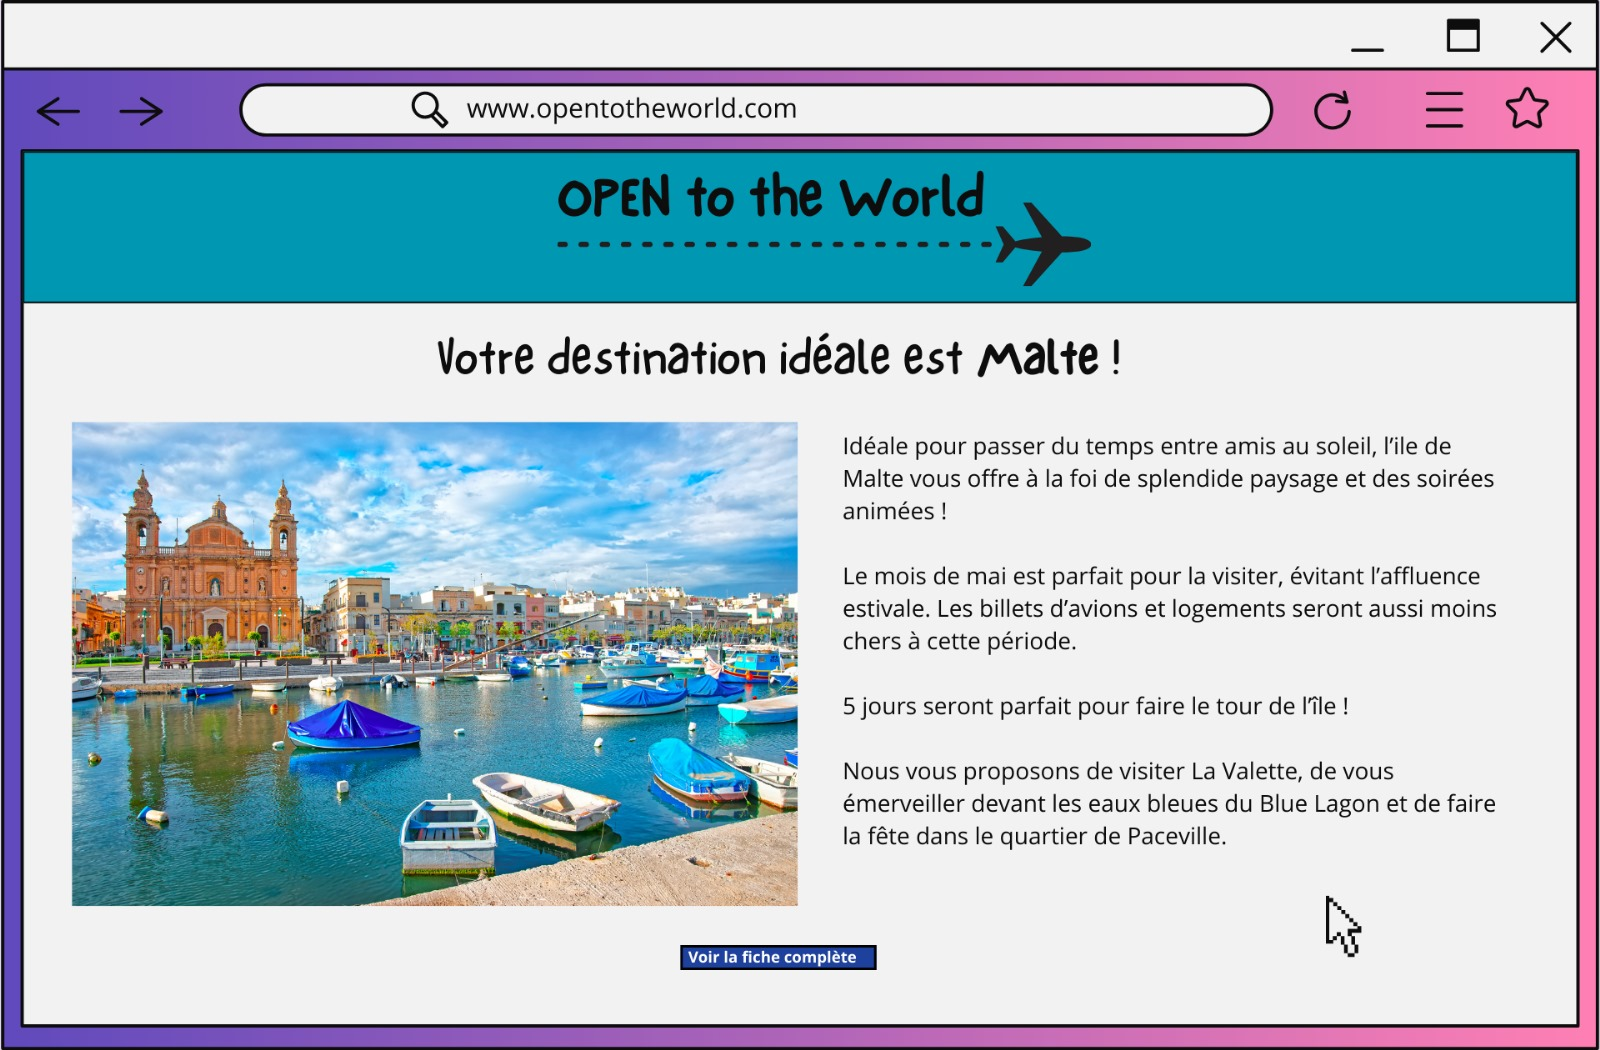 www.opentotheworld.com
OPEN to the World
Votre destination idéale est Malte !
Idéale pour passer du temps entre amis au soleil, l’ile de
Malte vous offre à la foi de splendide paysage et des soirées
animées !
Le mois de mai est parfait pour la visiter, évitant l’affluence
estivale. Les billets d’avions et logements seront aussi moins
chers à cette période.
5 jours seront parfait pour faire le tour de l’île !
Nous vous proposons de visiter La Valette, de vous
émerveiller devant les eaux bleues du Blue Lagon et de faire
la fête dans le quartier de Paceville.
Voir la fiche complète